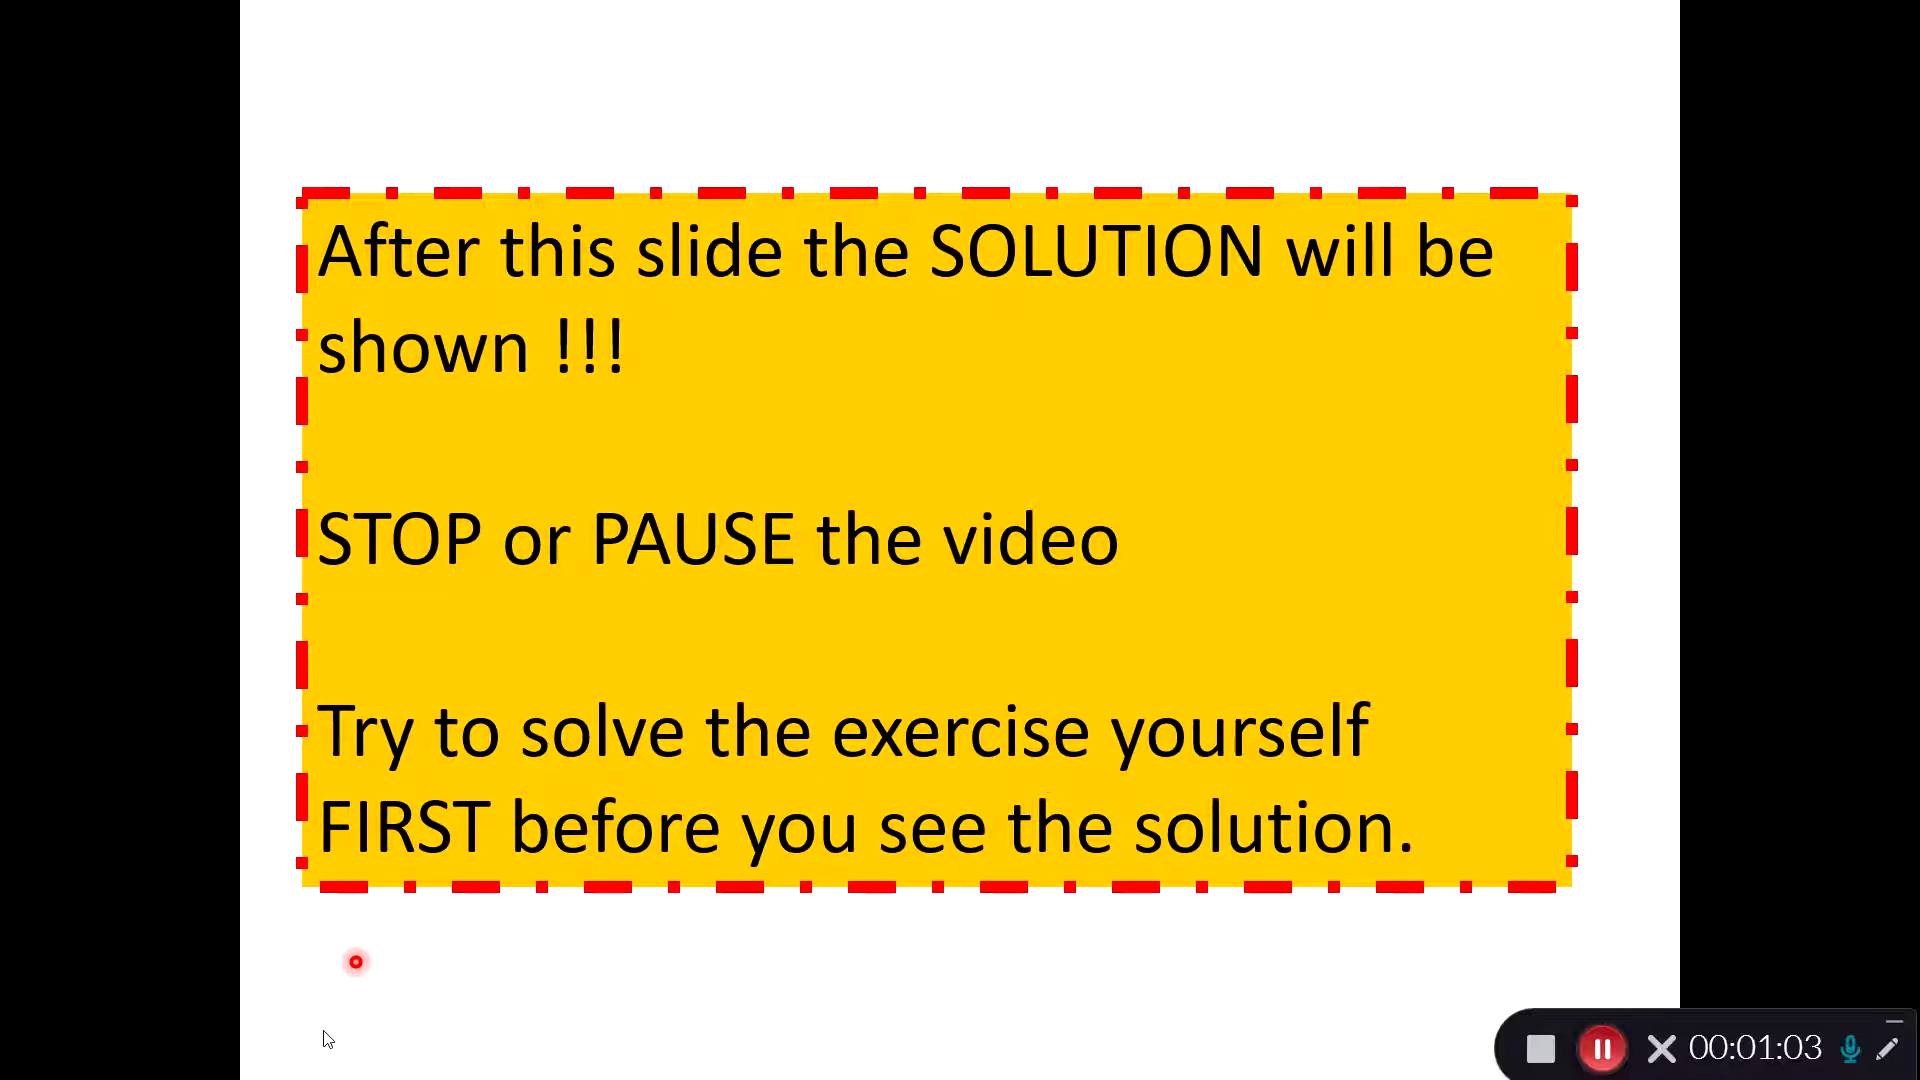 After this slide the SOLUTION will be
shown !!!
STOP or PAUSE the video
Try to solve the exercise yourself
FIRST before you see the solution.
00:01:03